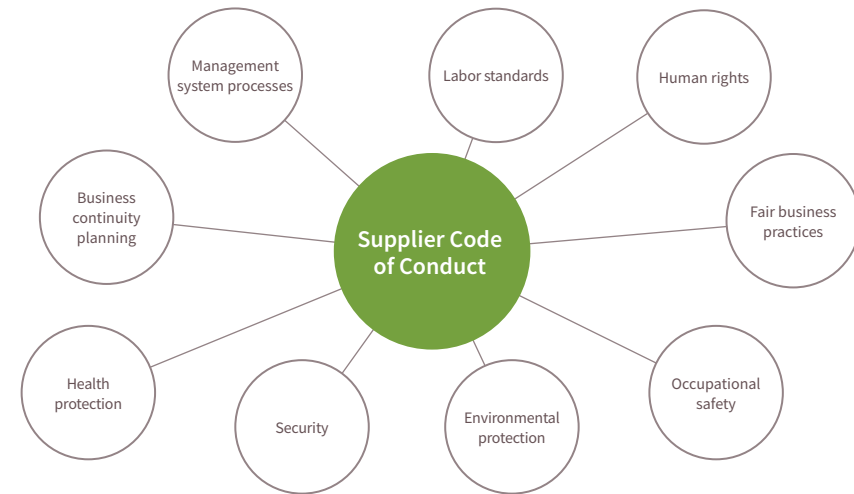 Management
system processes
Labor standards
Human rights
Business
continuity
planning
Supplier Code
of Conduct
Fair business
practices
Health
protection
Security
Environmental
protection
Occupational
safety